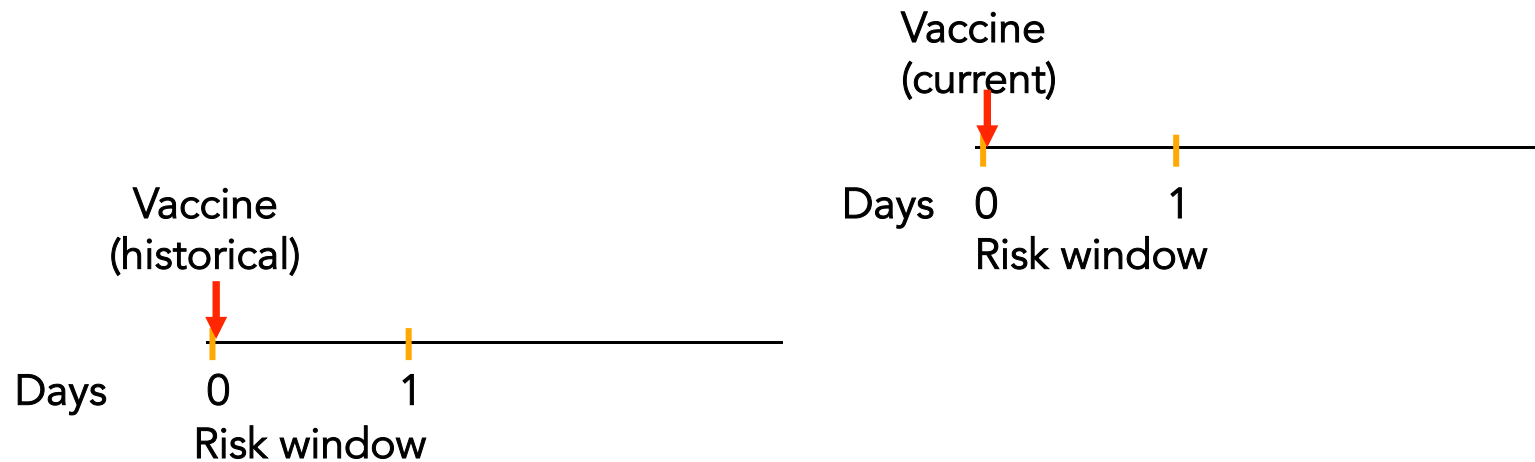 Vaccine
(historical)
Days 0 1
Risk window
Vaccine
(current)
Days 0 1
Risk window